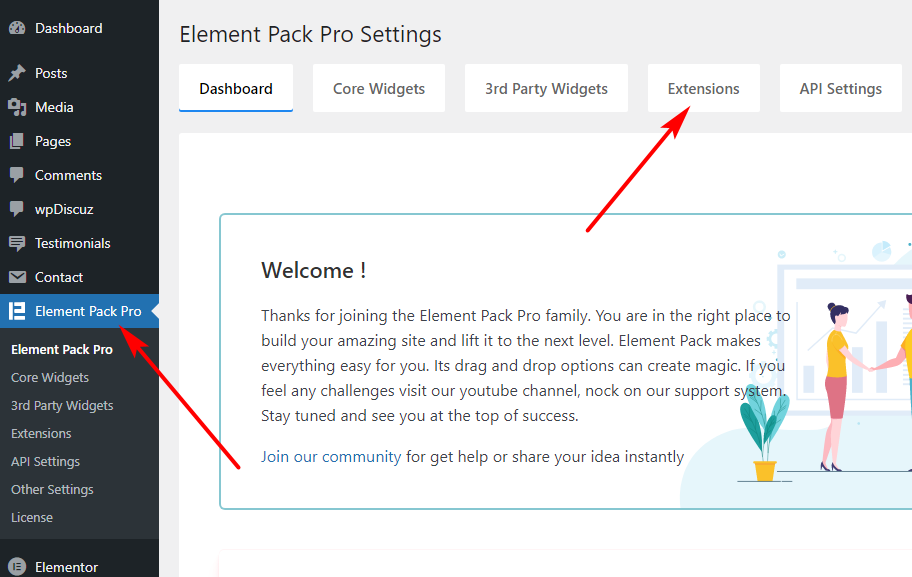 Dashboard
Posts
Media
Pages
Comments
wpDiscuz
Testimonials
Contact
Element Pack Pro
Element Pack Pro
Core Widgets
3rd Party Widgets
Extensions
API Settings
Other Settings
License
Elementor
Element Pack Pro Settings
Dashboard
Core Widgets
3rd Party Widgets
Extensions
API Settings
Welcome !
Thanks for joining the Element Pack Pro family. You are in the right place to
build your amazing site and lift it to the next level. Element Pack makes
everything easy for you. Its drag and drop options can create magic. If you
feel any challenges visit our youtube channel, nock on our support system.
Stay tuned and see you at the top of success.
Join our community for get help or share your idea instantly